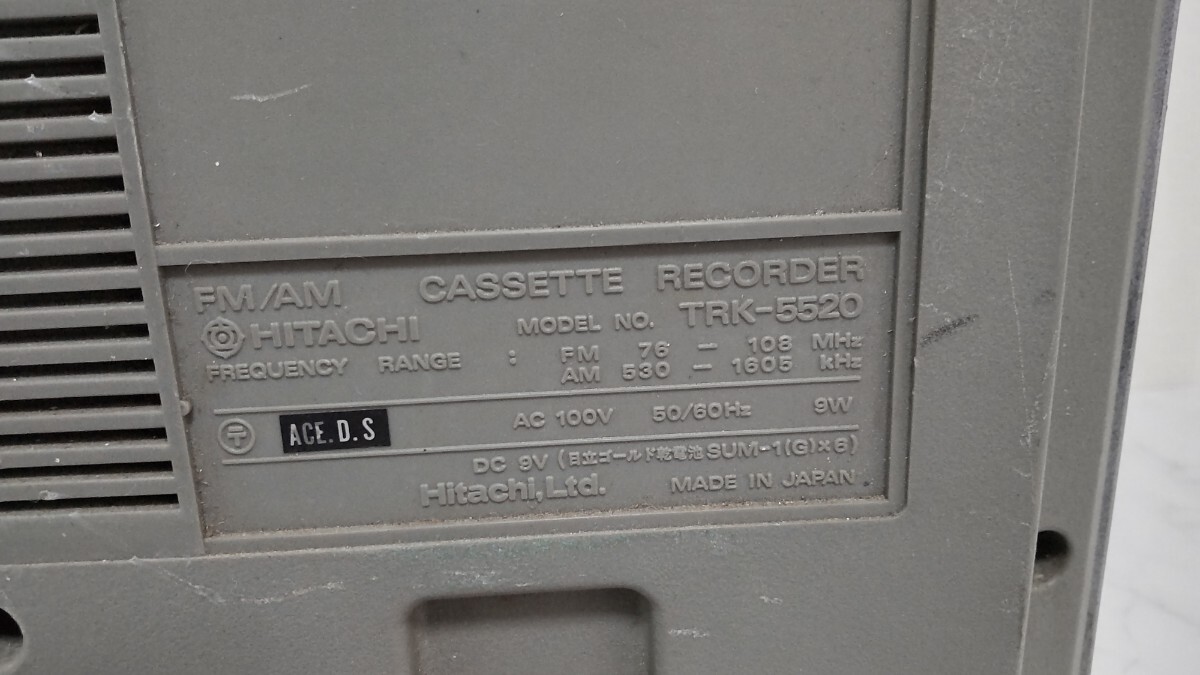 FM/AM CASSETTE RECORDER
HITACHI MODEL NO. TRK-5520
FREQUENCY RANGE : FM 76 - 108 MHz
AM 530 - 1605 kHz
T ACE.D.S AC 100V 50/60Hz 9W
DC 9V (日立ゴールド乾電池 SUM-1(G)×6)
Hitachi, Ltd. MADE IN JAPAN